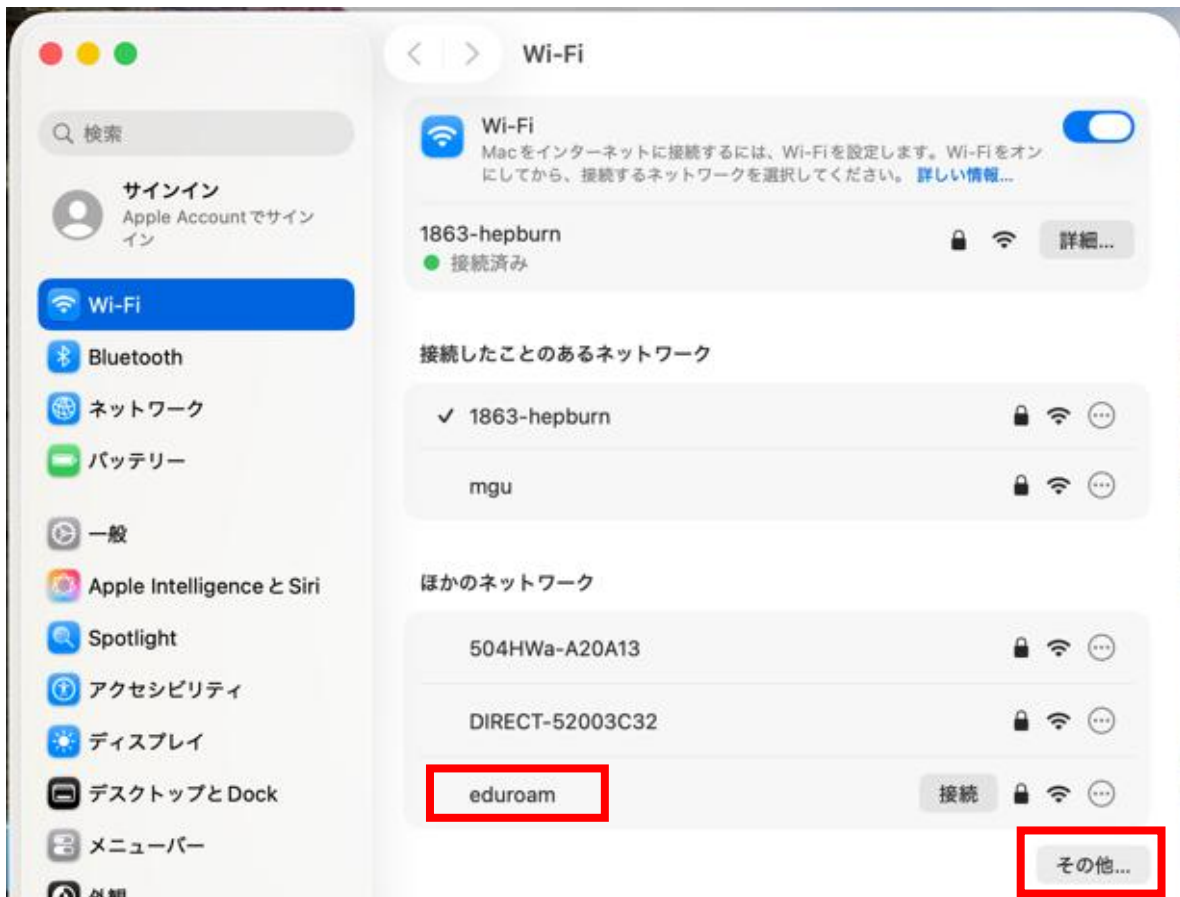 Wi-Fi
検索
サインイン
Apple Accountでサイン
イン
Wi-Fi
Bluetooth
ネットワーク
バッテリー
一般
Apple IntelligenceとSiri
Spotlight
アクセシビリティ
ディスプレイ
デスクトップとDock
メニューバー
外観
Wi-Fi
Macをインターネットに接続するには、Wi-Fiを設定します。Wi-Fiをオン
にしてから、接続するネットワークを選択してください。 詳しい情報...
1863-hepburn
詳細...
接続済み
接続したことのあるネットワーク
1863-hepburn
mgu
ほかのネットワーク
504HWa-A20A13
DIRECT-52003C32
eduroam 接続
その他...